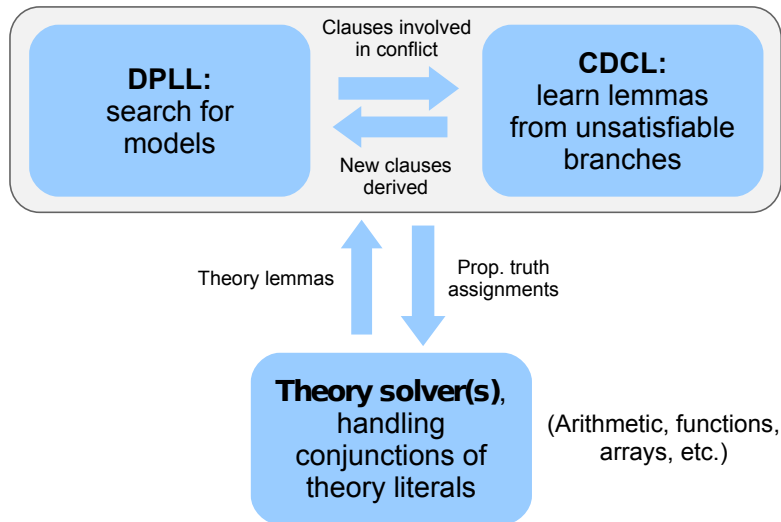 Clauses involved
in conflict
DPLL:
search for
models
CDCL:
learn lemmas
from unsatisfiable
branches
New clauses
derived
Theory lemmas
Prop. truth
assignments
Theory solver(s),
handling
conjunctions of
theory literals
(Arithmetic, functions,
arrays, etc.)